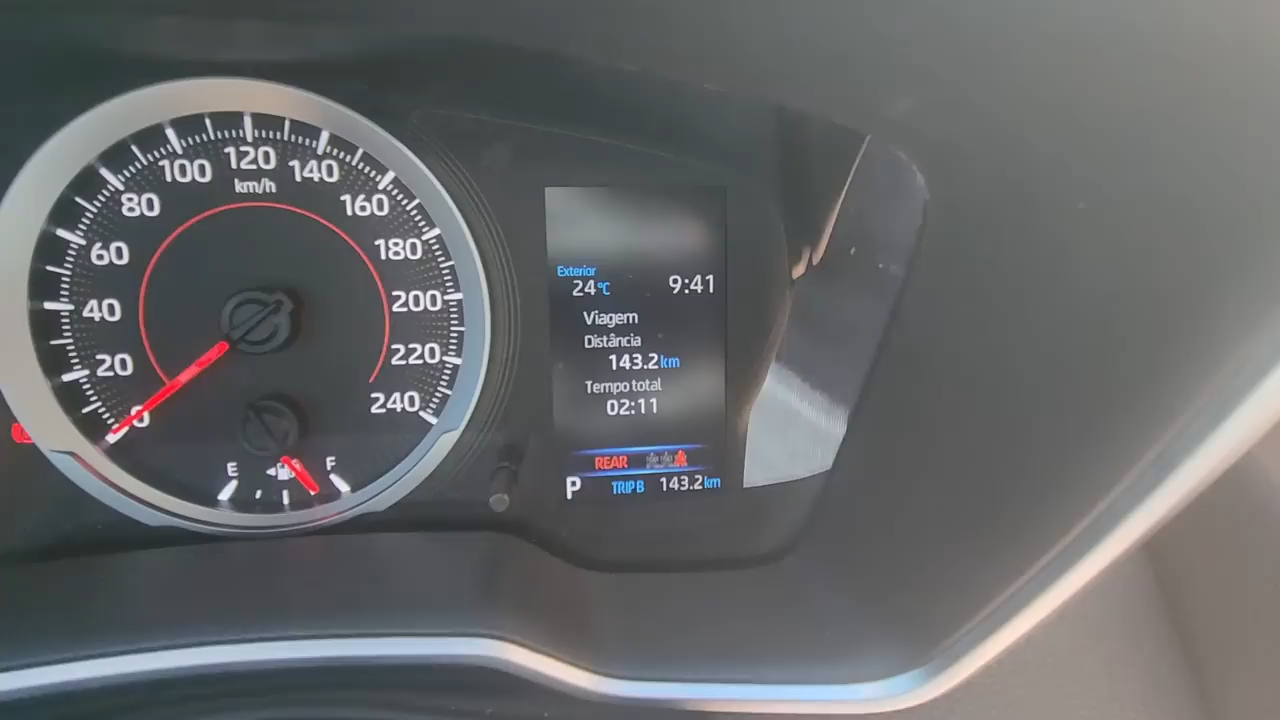 0
20
40
60
80
100
120
140
160
180
200
220
240
km/h
E
F
Exterior
24°C
9:41
Viagem
Distância
143.2km
Tempo total
02:11
REAR
P
TRIP B
143.2km